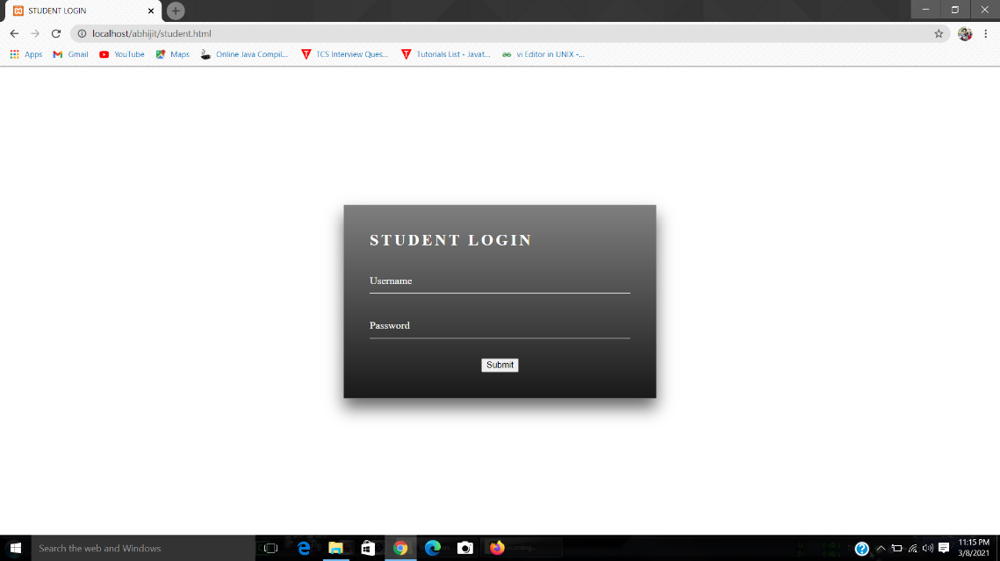 STUDENT LOGIN
localhost/abhijit/student.html
Apps Gmail YouTube Maps Online Java Compil... TCS Interview Ques... Tutorials List - Javat... vi Editor in UNIX -...
STUDENT LOGIN
Username
Password
Submit
Search the web and Windows
11:15 PM
3/8/2021